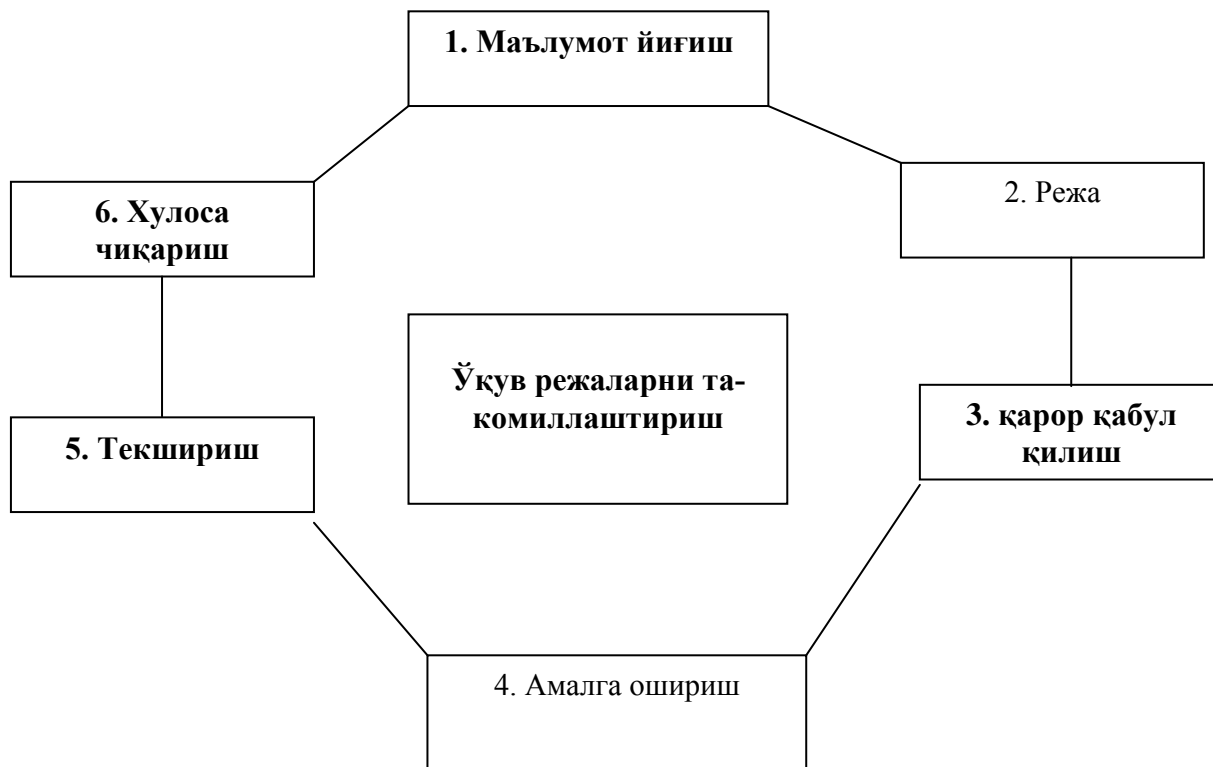 1. Маълумот йиғиш
2. Режа
6. Хулоса
чиқариш
Ўқув режаларни та-
комиллаштириш
3. қарор қабул
қилиш
5. Текшириш
4. Амалга ошириш